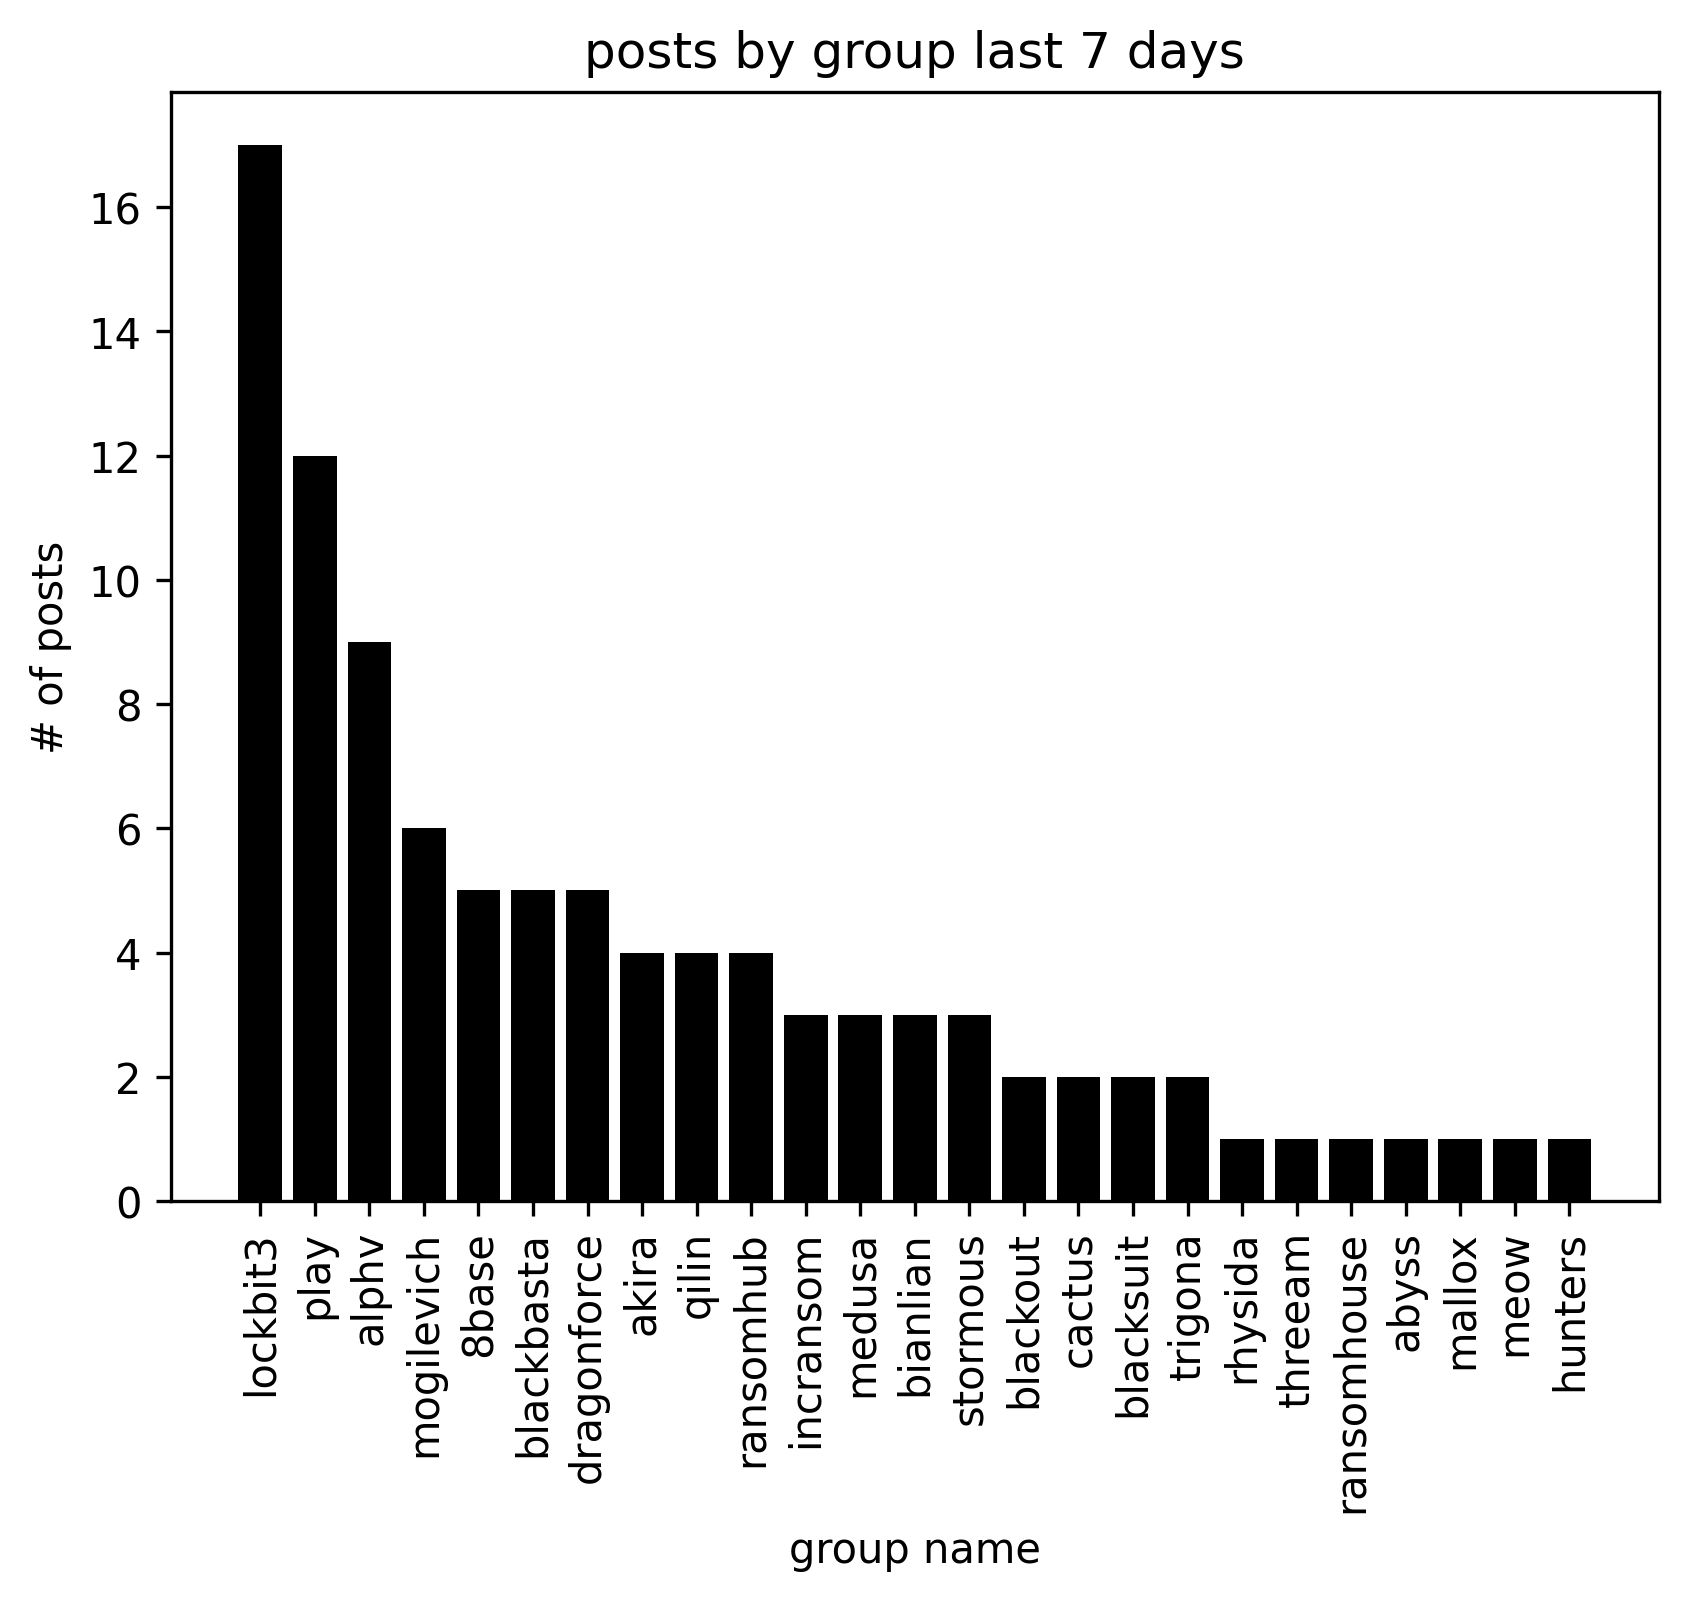 posts by group last 7 days
# of posts
16
14
12
10
8
6
4
2
0
lockbit3
play
alphv
mogilevich
8base
blackbasta
dragonforce
akira
qilin
ransomhub
incransom
medusa
bianlian
stormous
blackout
cactus
blacksuit
trigona
rhysida
threeam
ransomhouse
abyss
mallox
meow
hunters
group name